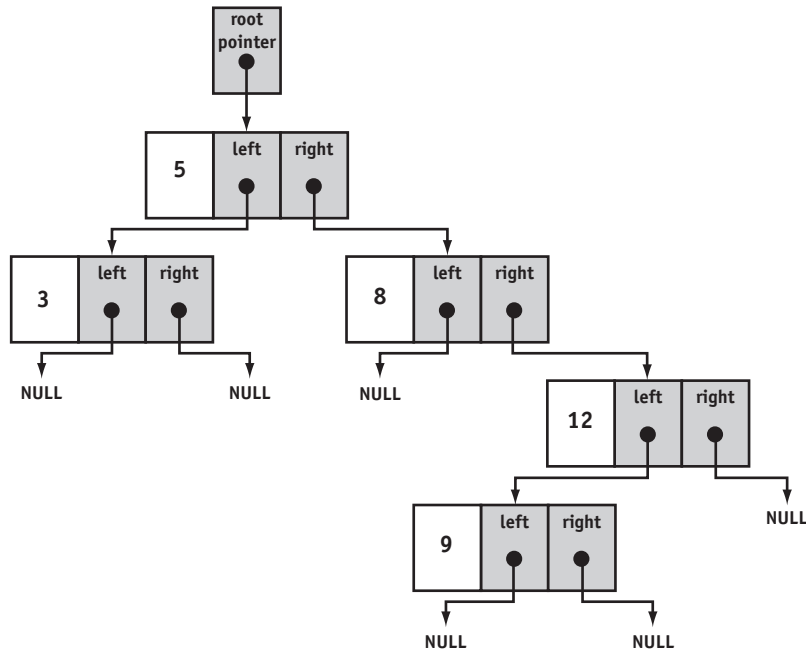 root
pointer
5
left
right
3
left
right
8
left
right
NULL
NULL
NULL
12
left
right
9
left
right
NULL
NULL
NULL